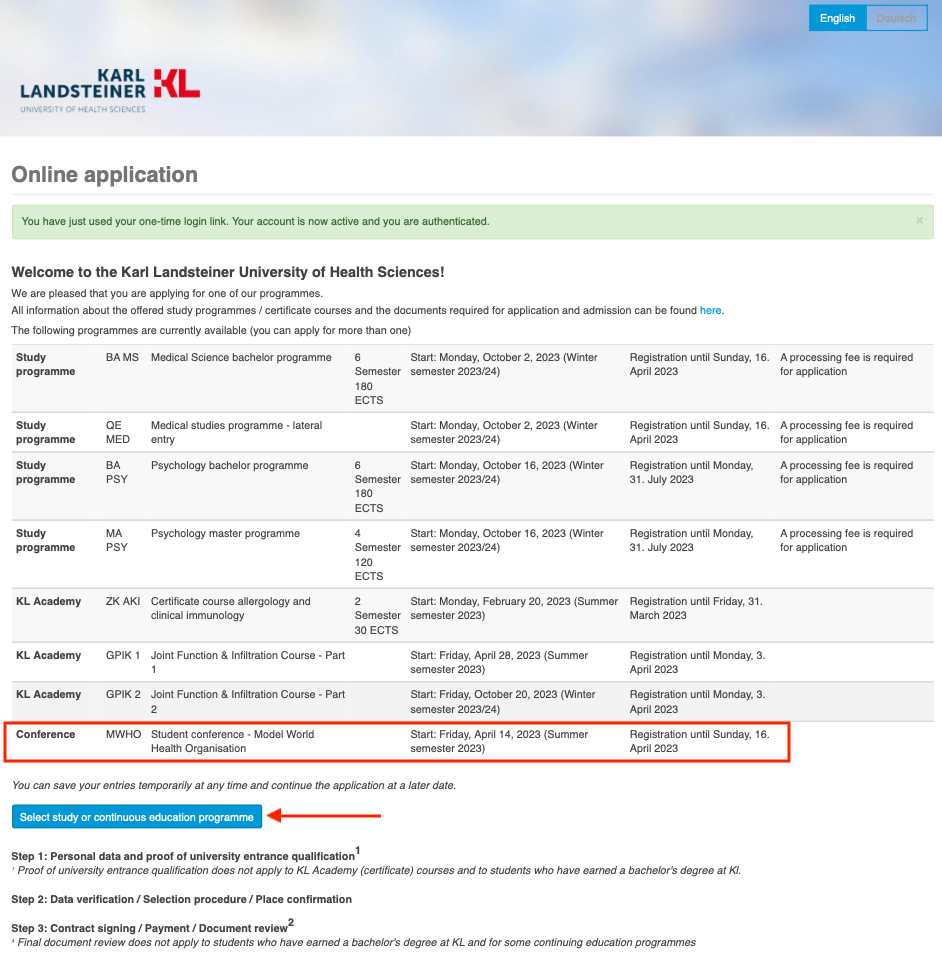 English
Deutsch
KARL
LANDSTEINER
KL
UNIVERSITY OF HEALTH SCIENCES
Online application
You have just used your one-time login link. Your account is now active and you are authenticated.
×
Welcome to the Karl Landsteiner University of Health Sciences!
We are pleased that you are applying for one of our programmes.
All information about the offered study programmes / certificate courses and the documents required for application and admission can be found here.
The following programmes are currently available (you can apply for more than one)
Study BA MS Medical Science bachelor programme 6 Start: Monday, October 2, 2023 (Winter Registration until Sunday, 16. A processing fee is required
programme Semester semester 2023/24) April 2023 for application
180
ECTS
Study QE Medical studies programme - lateral Start: Monday, October 2, 2023 (Winter Registration until Sunday, 16. A processing fee is required
programme MED entry semester 2023/24) April 2023 for application
Study BA Psychology bachelor programme 6 Start: Monday, October 16, 2023 (Winter Registration until Monday, A processing fee is required
programme PSY Semester semester 2023/24) 31. July 2023 for application
180
ECTS
Study MA Psychology master programme 4 Start: Monday, October 16, 2023 (Winter Registration until Monday, A processing fee is required
programme PSY Semester semester 2023/24) 31. July 2023 for application
120
ECTS
KL Academy ZK AKI Certificate course allergology and 2 Start: Monday, February 20, 2023 (Summer Registration until Friday, 31.
clinical immunology Semester semester 2023) March 2023
30 ECTS
KL Academy GPIK 1 Joint Function & Infiltration Course - Part Start: Friday, April 28, 2023 (Summer Registration until Monday, 3.
1 semester 2023) April 2023
KL Academy GPIK 2 Joint Function & Infiltration Course - Part Start: Friday, October 20, 2023 (Winter Registration until Monday, 3.
2 semester 2023/24) April 2023
Conference MWHO Student conference - Model World Start: Friday, April 14, 2023 (Summer Registration until Sunday, 16.
Health Organisation semester 2023) April 2023
You can save your entries temporarily at any time and continue the application at a later date.
Select study or continuous education programme
Step 1: Personal data and proof of university entrance qualification1
¹ Proof of university entrance qualification does not apply to KL Academy (certificate) courses and to students who have earned a bachelor's degree at Kl.
Step 2: Data verification / Selection procedure / Place confirmation
Step 3: Contract signing / Payment / Document review2
Final document review does not apply to students who have earned a bachelor's degree at KL and for some continuing education programmes